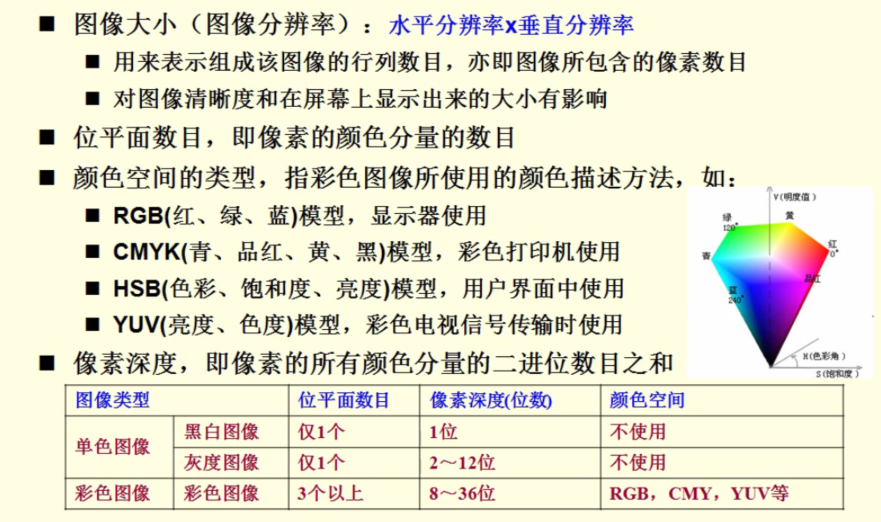 ■ 图像大小（图像分辨率）：水平分辨率x垂直分辨率
■ 用来表示组成该图像的行列数目，亦即图像所包含的像素数目
■ 对图像清晰度和在屏幕上显示出来的大小有影响
■ 位平面数目，即像素的颜色分量的数目
■ 颜色空间的类型，指彩色图像所使用的颜色描述方法，如：
■ RGB(红、绿、蓝)模型，显示器使用
■ CMYK(青、品红、黄、黑)模型，彩色打印机使用
■ HSB(色彩、饱和度、亮度)模型，用户界面中使用
■ YUV(亮度、色度)模型，彩色电视信号传输时使用
V(明度值)
绿
120°
黄
红
0°
青
品红
蓝
240°
H(色彩角)
S(饱和度)
■ 像素深度，即像素的所有颜色分量的二进位数目之和
图像类型 位平面数目 像素深度(位数) 颜色空间
单色图像 黑白图像 仅1个 1位 不使用
灰度图像 仅1个 2～12位 不使用
彩色图像 彩色图像 3个以上 8～36位 RGB，CMY，YUV等